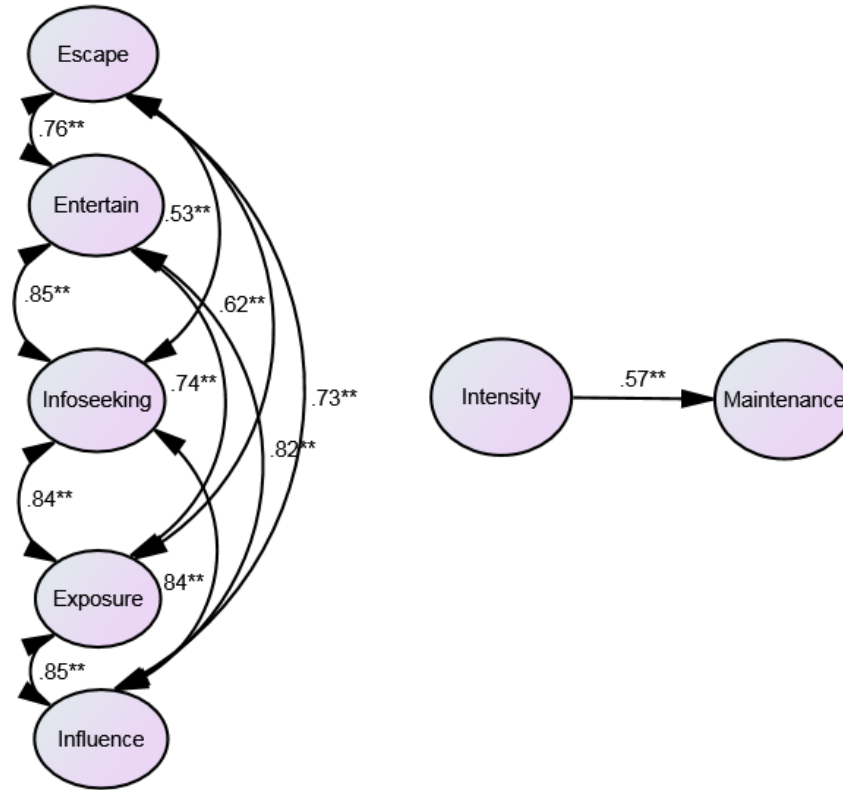 Escape
.76**
Entertain
.53**
.85**
.62**
.74**
Infoseeking
.73**
Intensity
.57**
Maintenance
.82**
.84**
84**
Exposure
.85**
Influence